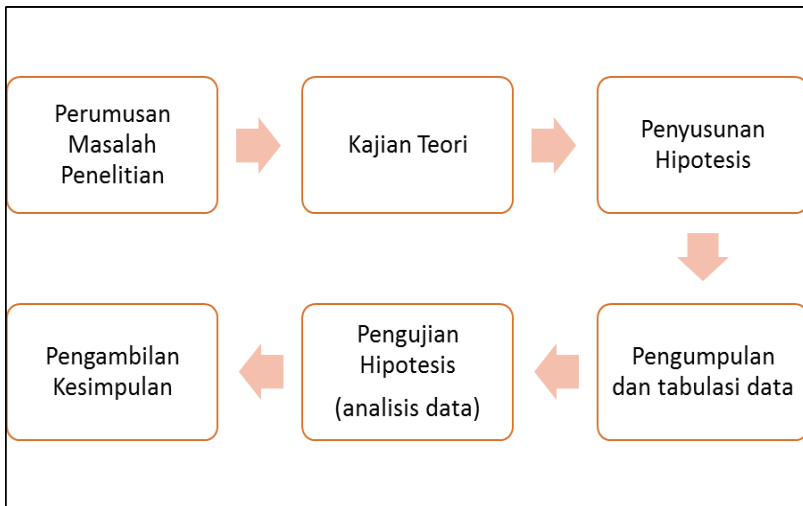 Perumusan
Masalah
Penelitian
Kajian Teori
Penyusunan
Hipotesis
Pengumpulan
dan tabulasi data
Pengujian
Hipotesis
(analisis data)
Pengambilan
Kesimpulan